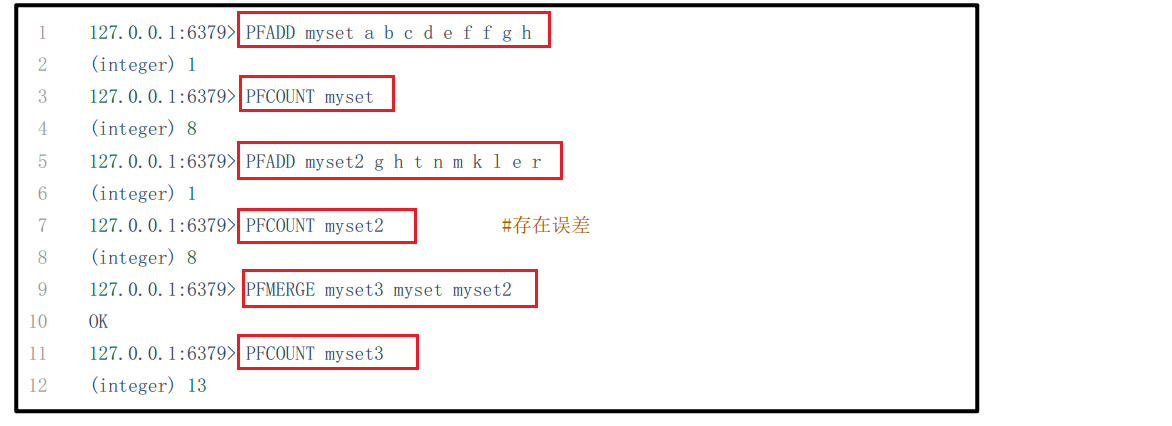 1 127.0.0.1:6379> PFADD myset a b c d e f f g h
2 (integer) 1
3 127.0.0.1:6379> PFCOUNT myset
4 (integer) 8
5 127.0.0.1:6379> PFADD myset2 g h t n m k l e r
6 (integer) 1
7 127.0.0.1:6379> PFCOUNT myset2 #存在误差
8 (integer) 8
9 127.0.0.1:6379> PFMERGE myset3 myset myset2
10 OK
11 127.0.0.1:6379> PFCOUNT myset3
12 (integer) 13